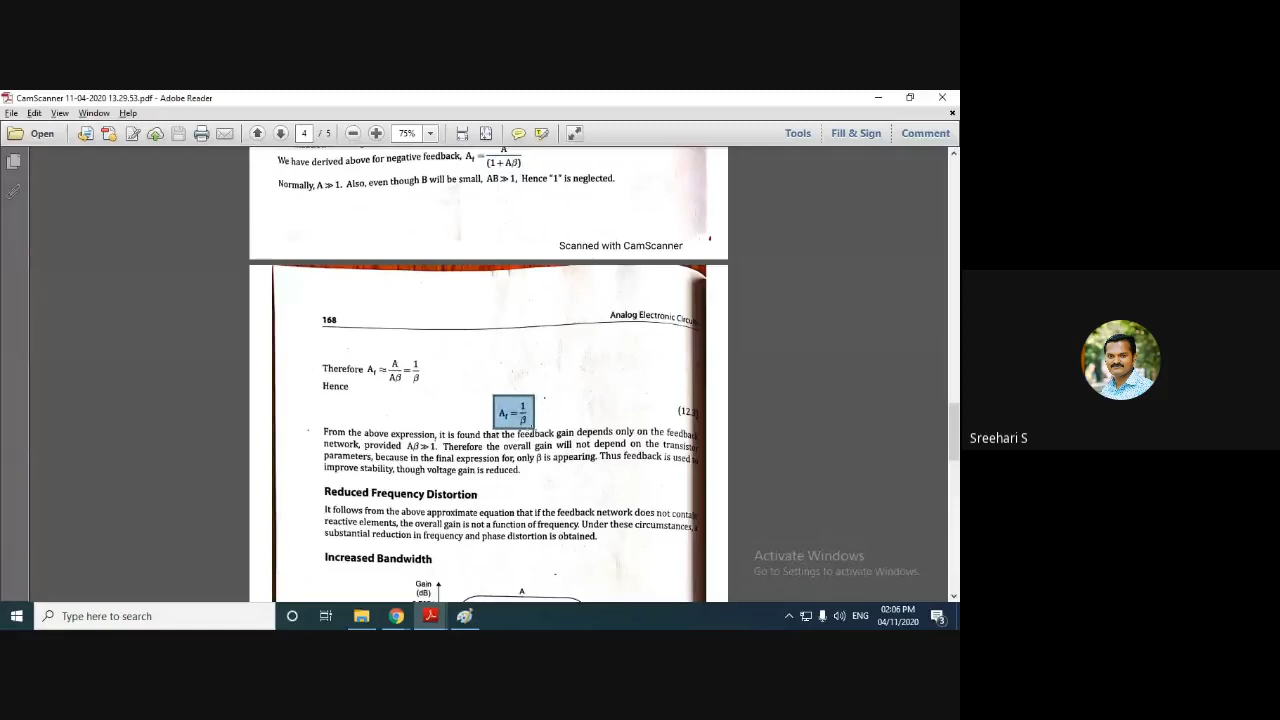 CamScanner 11-04-2020 13.29.53.pdf - Adobe Reader
File Edit View Window Help
Open 4 / 5 75% Tools Fill & Sign Comment
We have derived above for negative feedback, A_f = A / (1 + Aβ)
Normally, A ≫ 1. Also, even though B will be small, AB ≫ 1, Hence "1" is neglected.
Scanned with CamScanner
168 Analog Electronic
Therefore A_f ≈ A / Aβ = 1 / β
Hence
A_f = 1 / β
From the above expression, it is found that the feedback gain depends only on the feedback
network, provided Aβ ≫ 1. Therefore the overall gain will not depend on the transistor
parameters, because in the final expression for, only β is appearing. Thus feedback is used
improve stability, though voltage gain is reduced.
Reduced Frequency Distortion
It follows from the above approximate equation that if the feedback network does not
reactive elements, the overall gain is not a function of frequency. Under these circumstances,
substantial reduction in frequency and phase distortion is obtained.
Increased Bandwidth
Gain
(dB)
A
Activate Windows
Go to Settings to activate Windows.
Sreehari S
Type here to search
ENG
02:06 PM
04/11/2020
3